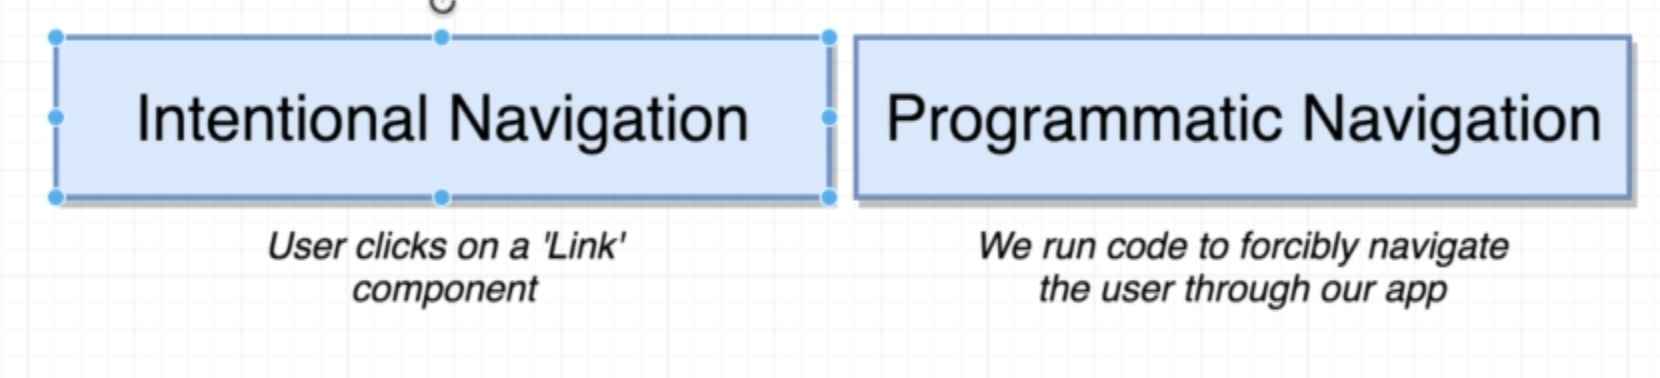 Intentional Navigation
Programmatic Navigation
User clicks on a 'Link'
component
We run code to forcibly navigate
the user through our app